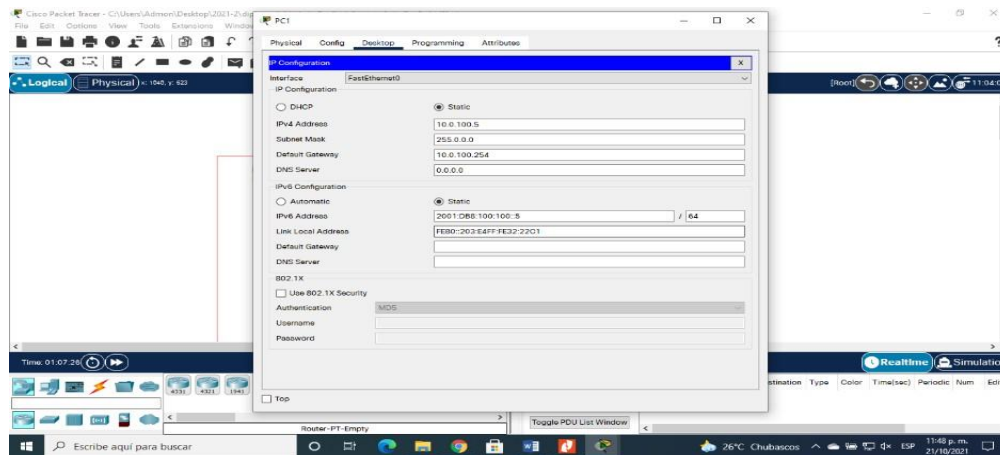 Cisco Packet Tracer - C:\Users\Admon\Desktop\2021-2\dip
File Edit Options View Tools Extensions Window
PC1
Physical Config Desktop Programming Attributes
IP Configuration X
Interface FastEthernet0
IP Configuration
DHCP Static
IPv4 Address 10.0.100.5
Subnet Mask 255.0.0.0
Default Gateway 10.0.100.254
DNS Server 0.0.0.0
IPv6 Configuration
Automatic Static
IPv6 Address 2001:DB8:100:100::5 / 64
Link Local Address FE80::203:E4FF:FE32:22C1
Default Gateway
DNS Server
802.1X
Use 802.1X Security
Authentication MD5
Username
Password
Top
Logical Physical x: 1040, y: 623
[Root] 11:04:0
Time: 01:07:26
Realtime Simulation
4331 4321 1941
Router-PT-Empty
Toggle PDU List Window
stination Type Color Time(sec) Periodic Num Edi
Escribe aquí para buscar
26°C Chubascos ESP 11:48 p. m.
21/10/2021